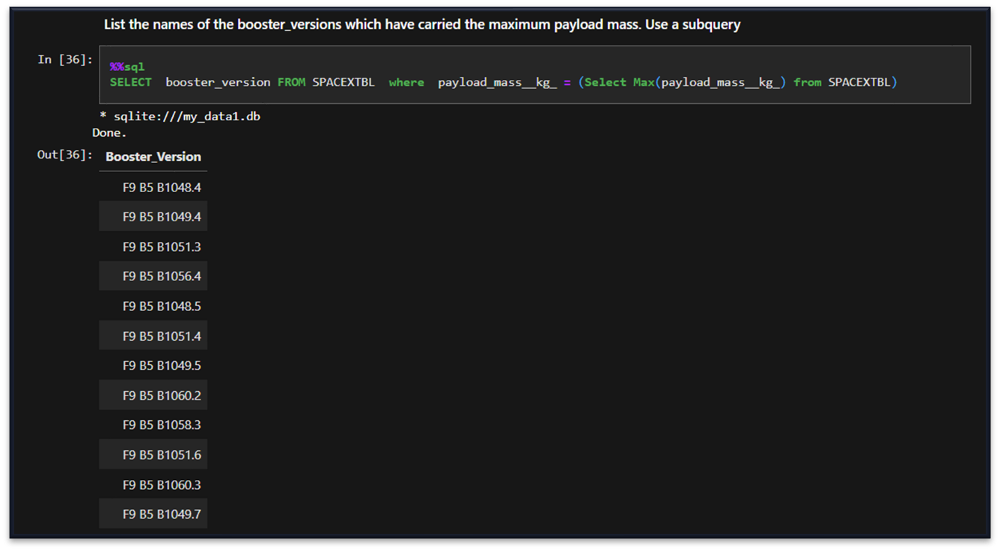 List the names of the booster_versions which have carried the maximum payload mass. Use a subquery
In [36]:
%%sql
SELECT  booster_version FROM SPACEXTBL  where  payload_mass__kg_ = (Select Max(payload_mass__kg_) from SPACEXTBL)
* sqlite:///my_data1.db
Done.
Out[36]: Booster_Version
F9 B5 B1048.4
F9 B5 B1049.4
F9 B5 B1051.3
F9 B5 B1056.4
F9 B5 B1048.5
F9 B5 B1051.4
F9 B5 B1049.5
F9 B5 B1060.2
F9 B5 B1058.3
F9 B5 B1051.6
F9 B5 B1060.3
F9 B5 B1049.7